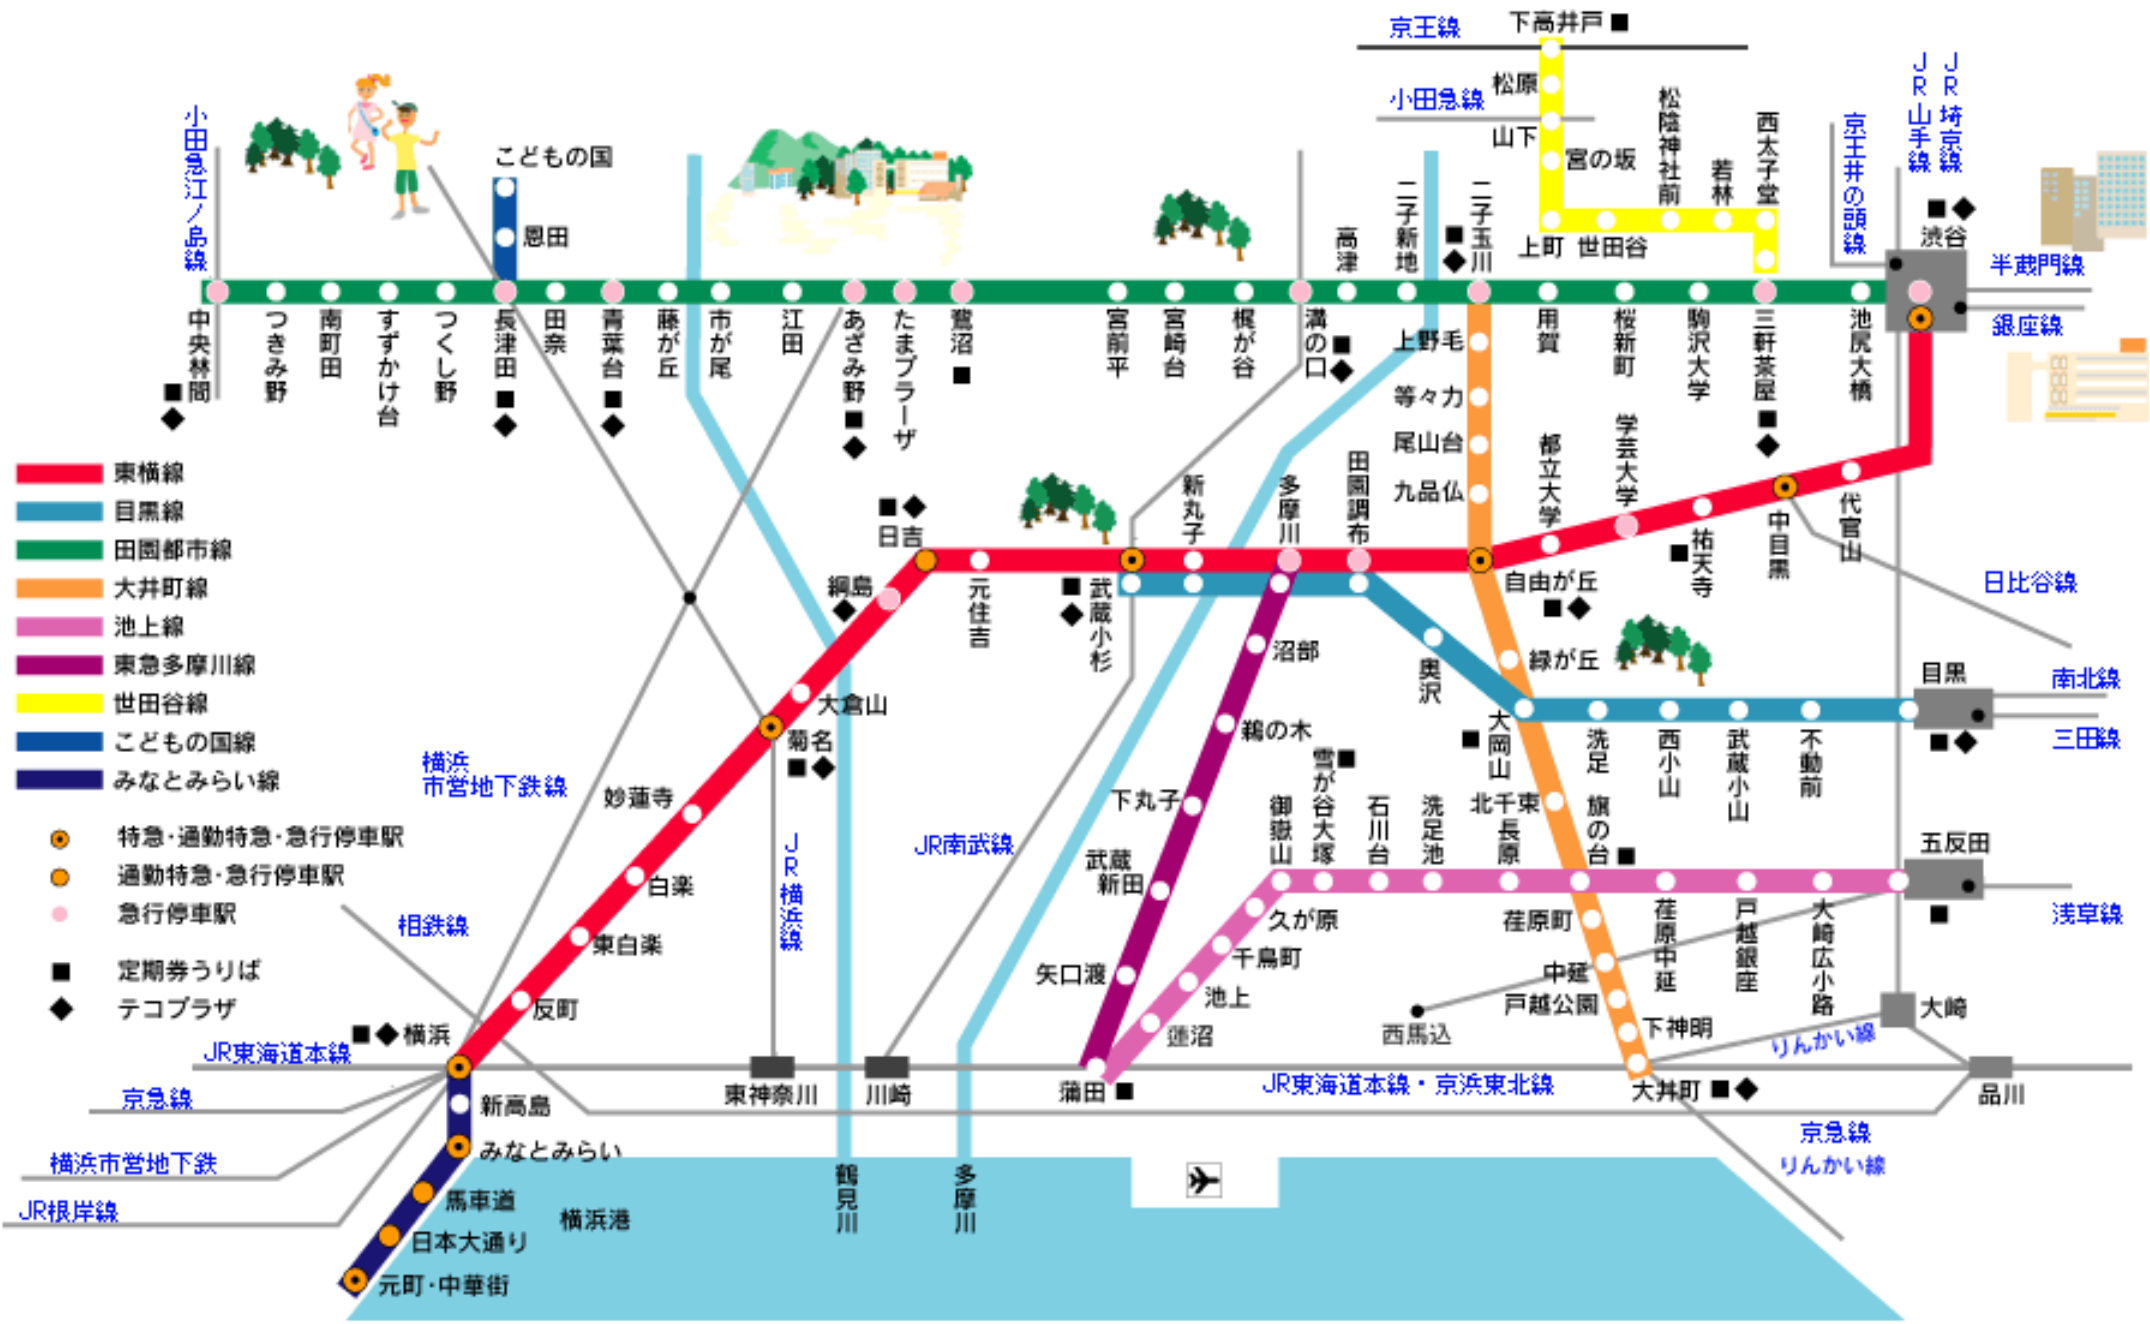 京王線
下高井戸
松原
小田急線
山下
宮の坂
松陰神社前
若林
西太子堂
上町
世田谷
京王井の頭線
JR山手線
JR埼京線
渋谷
半蔵門線
銀座線
小田急江ノ島線
こどもの国
恩田
高津
二子新地
二子玉川
中央林間
つきみ野
南町田
すずかけ台
つくし野
長津田
田奈
青葉台
藤が丘
市が尾
江田
あざみ野
たまプラーザ
鷺沼
宮前平
宮崎台
梶が谷
溝の口
上野毛
等々力
尾山台
九品仏
用賀
桜新町
駒沢大学
三軒茶屋
池尻大橋
東横線
目黒線
田園都市線
大井町線
池上線
東急多摩川線
世田谷線
こどもの国線
みなとみらい線
特急・通勤特急・急行停車駅
通勤特急・急行停車駅
急行停車駅
定期券うりば
テコプラザ
日吉
綱島
元住吉
武蔵小杉
新丸子
多摩川
田園調布
自由が丘
都立大学
学芸大学
祐天寺
中目黒
代官山
日比谷線
大倉山
菊名
妙蓮寺
白楽
東白楽
反町
横浜
横浜
市営地下鉄線
相鉄線
JR横浜線
JR南武線
沼部
鵜の木
下丸子
武蔵
新田
矢口渡
奥沢
緑が丘
大岡山
洗足
西小山
武蔵小山
不動前
目黒
南北線
三田線
御嶽山
雪が谷大塚
石川台
洗足池
長原
北千束
旗の台
五反田
浅草線
久が原
千鳥町
池上
蓮沼
蒲田
荏原町
中延
戸越公園
下神明
荏原中延
戸越銀座
大崎広小路
西馬込
大崎
りんかい線
品川
大井町
JR東海道本線
京急線
横浜市営地下鉄
JR根岸線
東神奈川
川崎
JR東海道本線・京浜東北線
京急線
りんかい線
新高島
みなとみらい
馬車道
日本大通り
元町・中華街
横浜港
鶴見川
多摩川